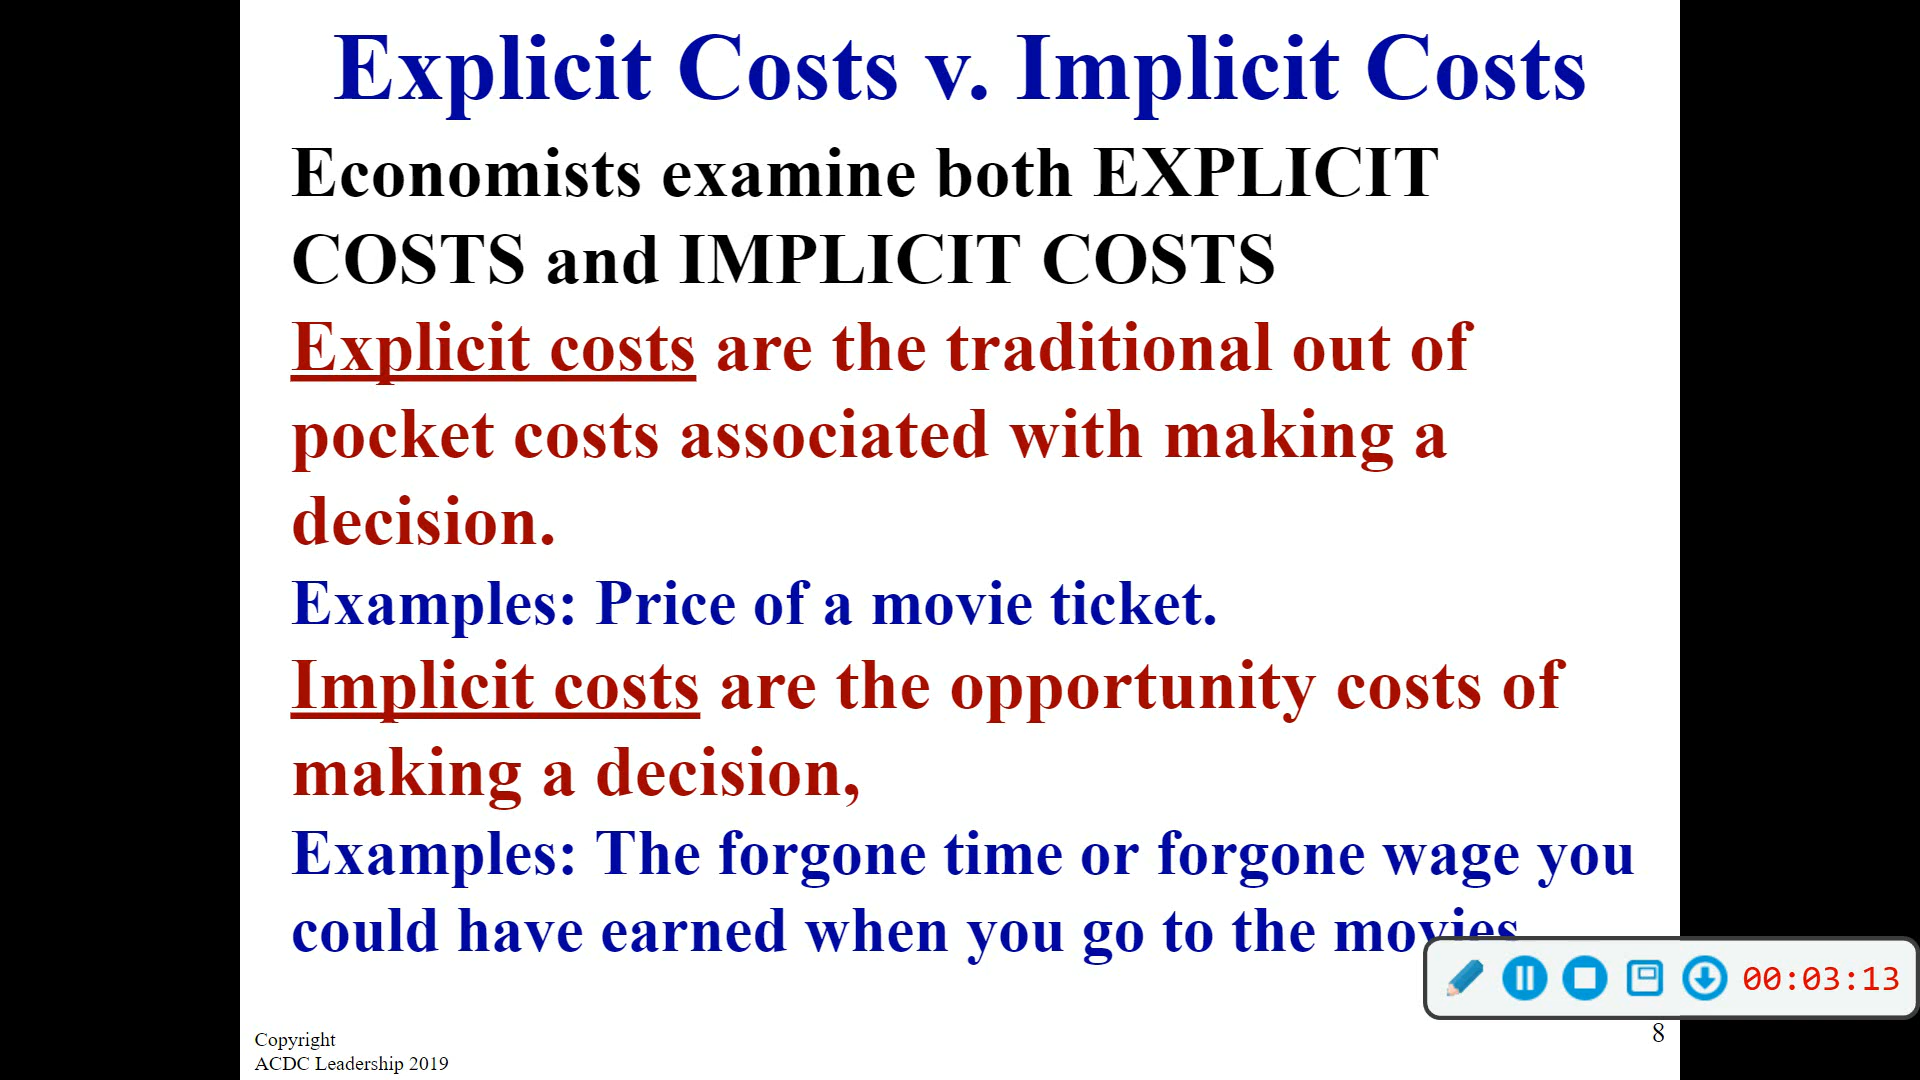 Explicit Costs v. Implicit Costs
Economists examine both EXPLICIT
COSTS and IMPLICIT COSTS
Explicit costs are the traditional out of
pocket costs associated with making a
decision.
Examples: Price of a movie ticket.
Implicit costs are the opportunity costs of
making a decision,
Examples: The forgone time or forgone wage you
could have earned when you go to the movies
00:03:13
8
Copyright
ACDC Leadership 2019